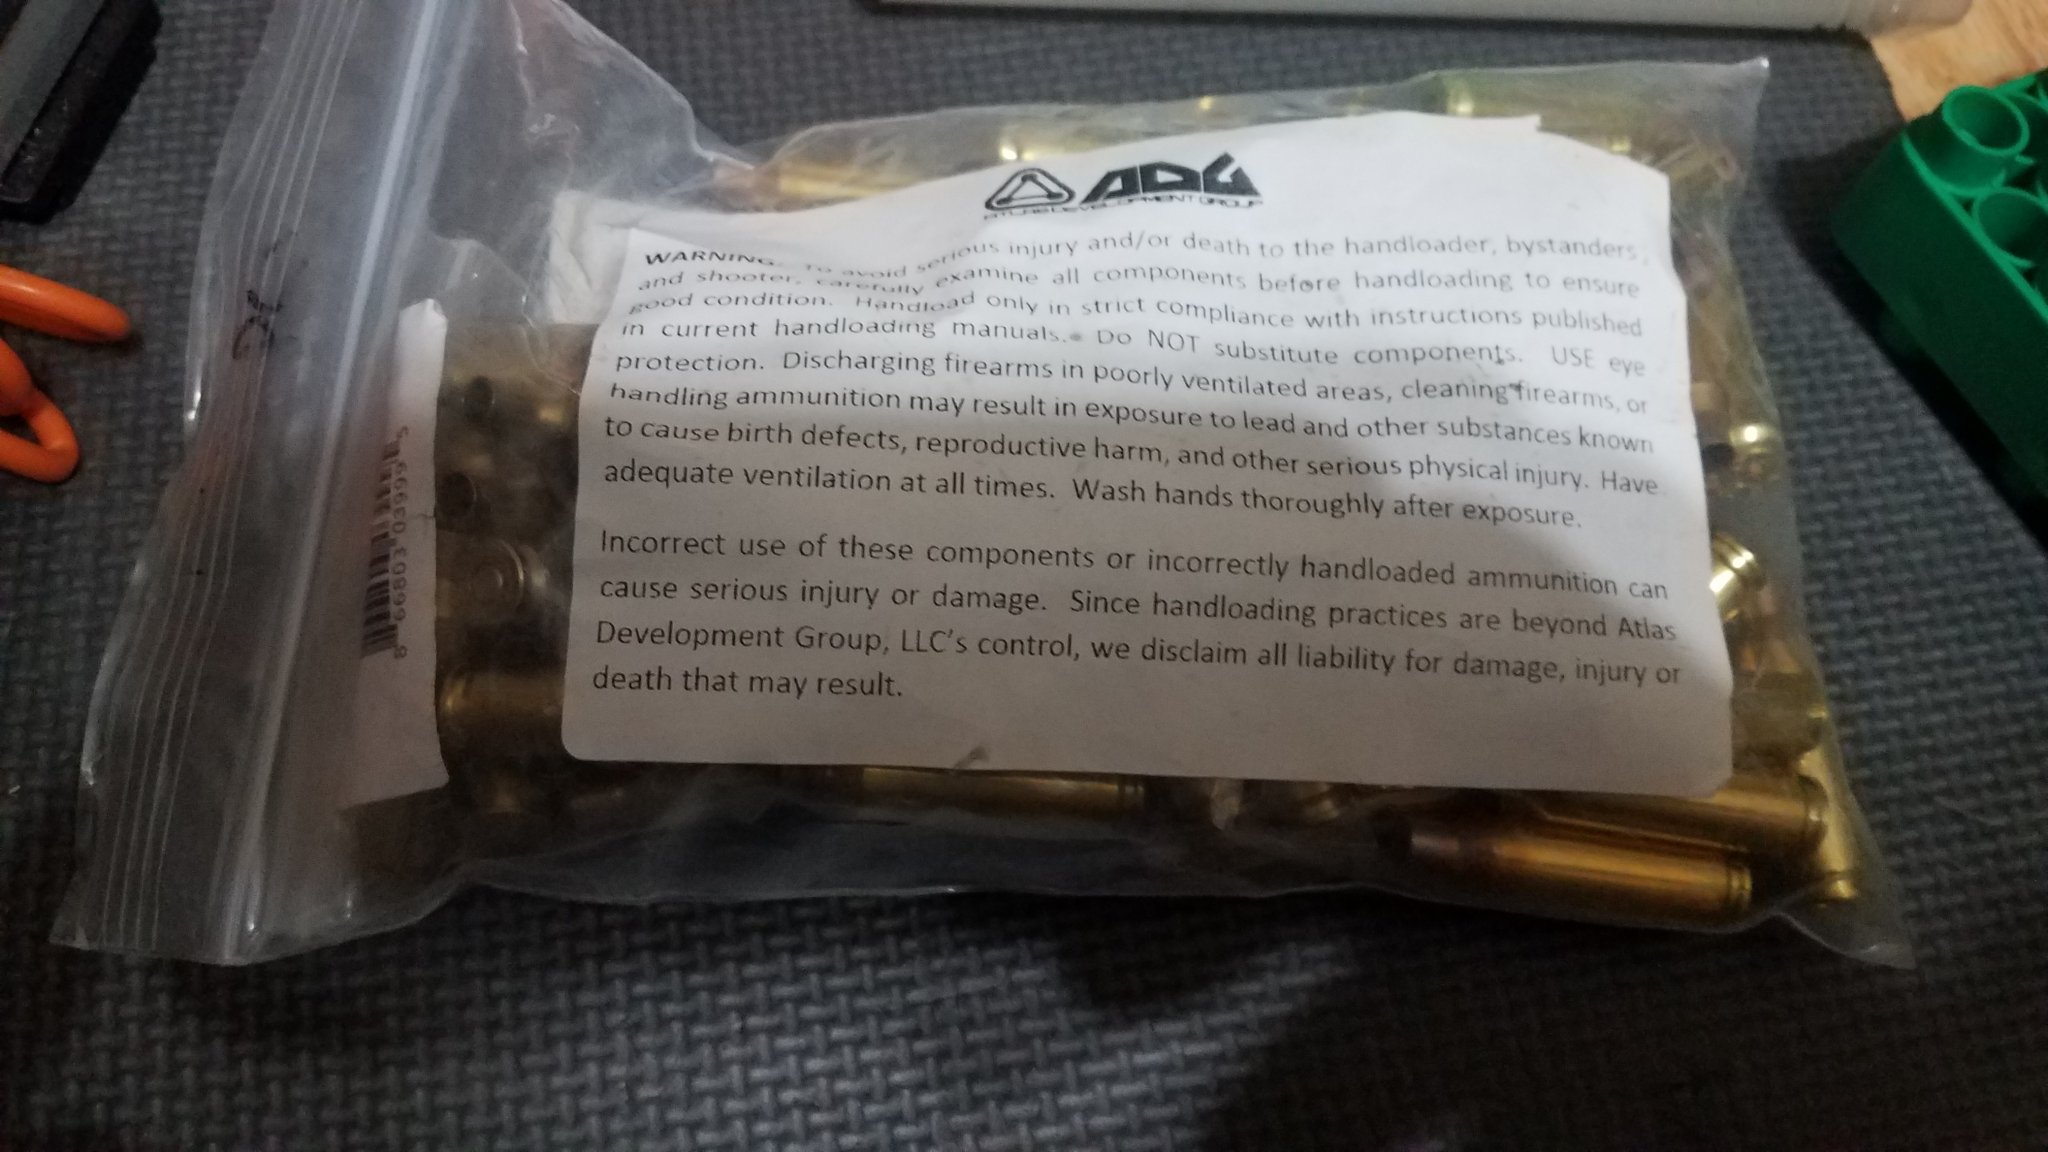 ADG
ATLAS DEVELOPMENT GROUP
WARNING: To avoid serious injury and/or death to the handloader, bystanders,
and shooter, carefully examine all components before handloading to ensure
good condition. Handload only in strict compliance with instructions published
in current handloading manuals. Do NOT substitute components. USE eye
protection. Discharging firearms in poorly ventilated areas, cleaning firearms, or
handling ammunition may result in exposure to lead and other substances known
to cause birth defects, reproductive harm, and other serious physical injury. Have
adequate ventilation at all times. Wash hands thoroughly after exposure.
Incorrect use of these components or incorrectly handloaded ammunition can
cause serious injury or damage. Since handloading practices are beyond Atlas
Development Group, LLC's control, we disclaim all liability for damage, injury or
death that may result.